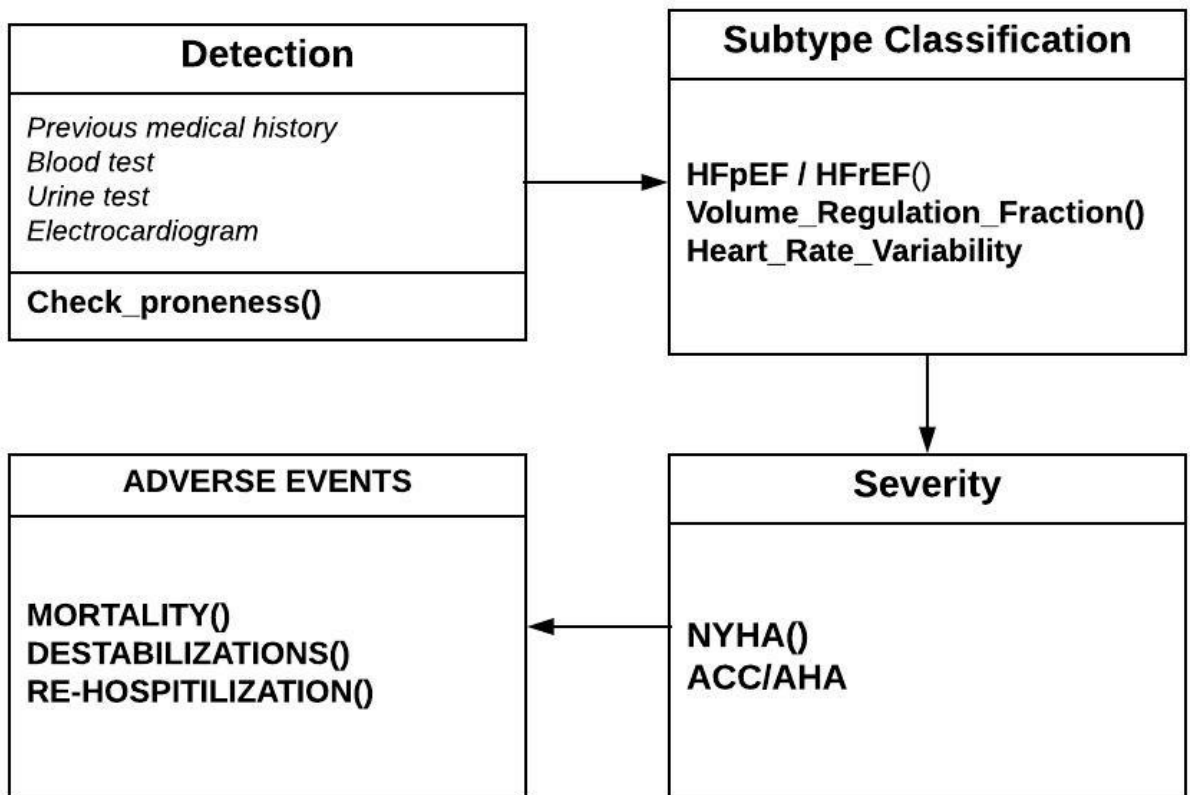 Detection
Previous medical history
Blood test
Urine test
Electrocardiogram
Check_proneness()
Subtype Classification
HFpEF / HFrEF()
Volume_Regulation_Fraction()
Heart_Rate_Variability
Severity
NYHA()
ACC/AHA
ADVERSE EVENTS
MORTALITY()
DESTABILIZATIONS()
RE-HOSPITILIZATION()